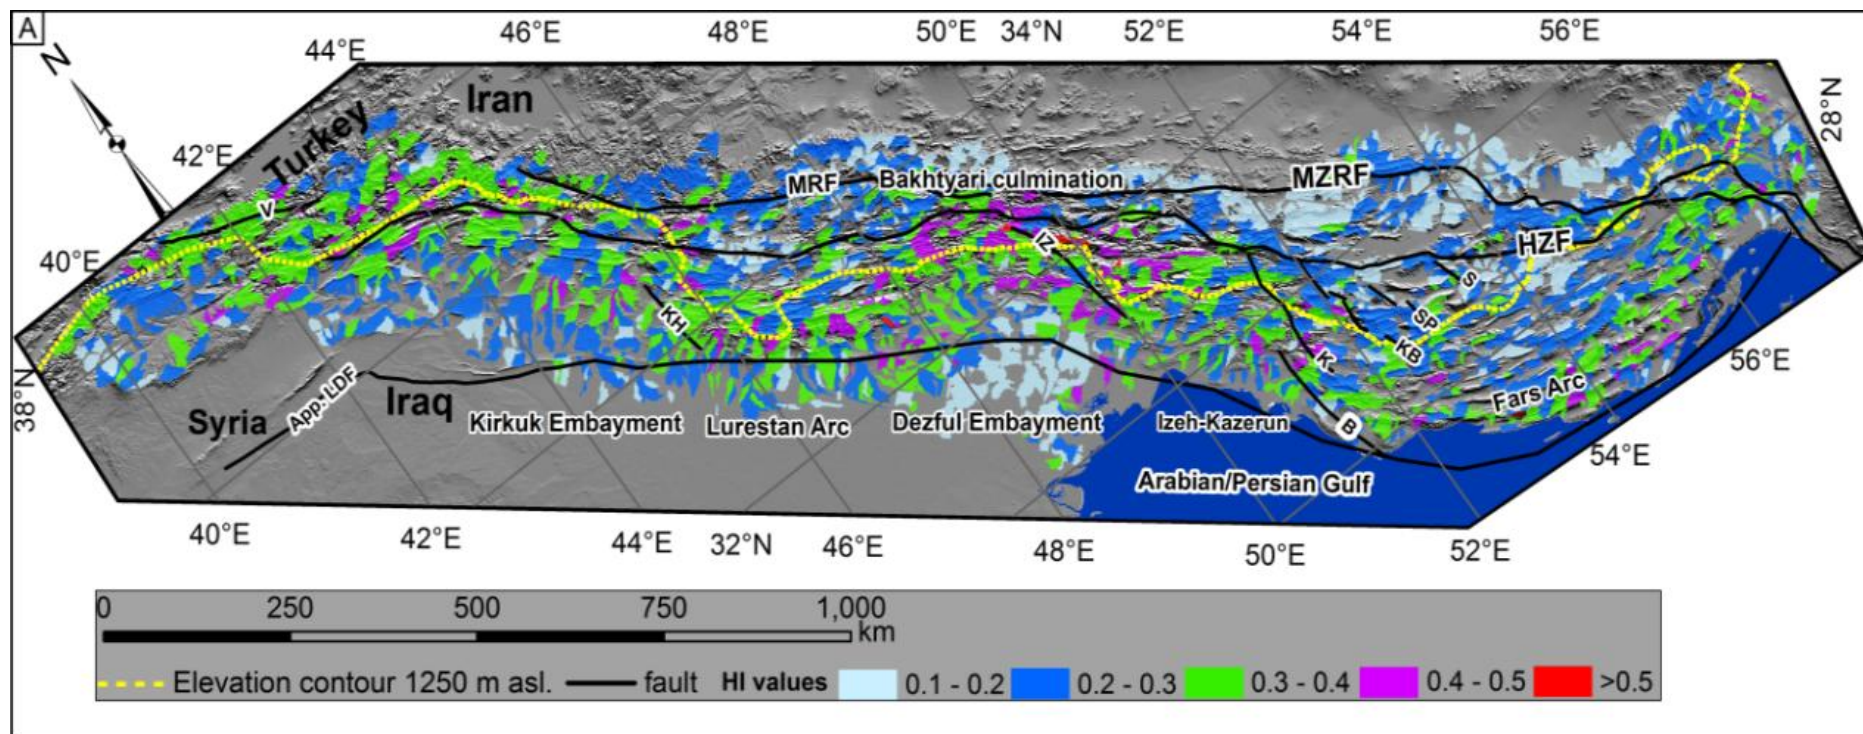 A
46°E 48°E 50°E 34°N 52°E 54°E 56°E
44°E
N
Iran
28°N
Turkey
42°E
MRF Bakhtyari culmination MZRF
V
IZ
HZF
40°E
S
KH
SP
KB
K
56°E
38°N
App. LDF
Fars Arc
Syria Iraq
Kirkuk Embayment Lurestan Arc Dezful Embayment Izeh-Kazerun B
54°E
Arabian/Persian Gulf
40°E 42°E 44°E 32°N 46°E 48°E 50°E 52°E
0 250 500 750 1,000
km
Elevation contour 1250 m asl. fault HI values 0.1 - 0.2 0.2 - 0.3 0.3 - 0.4 0.4 - 0.5 >0.5